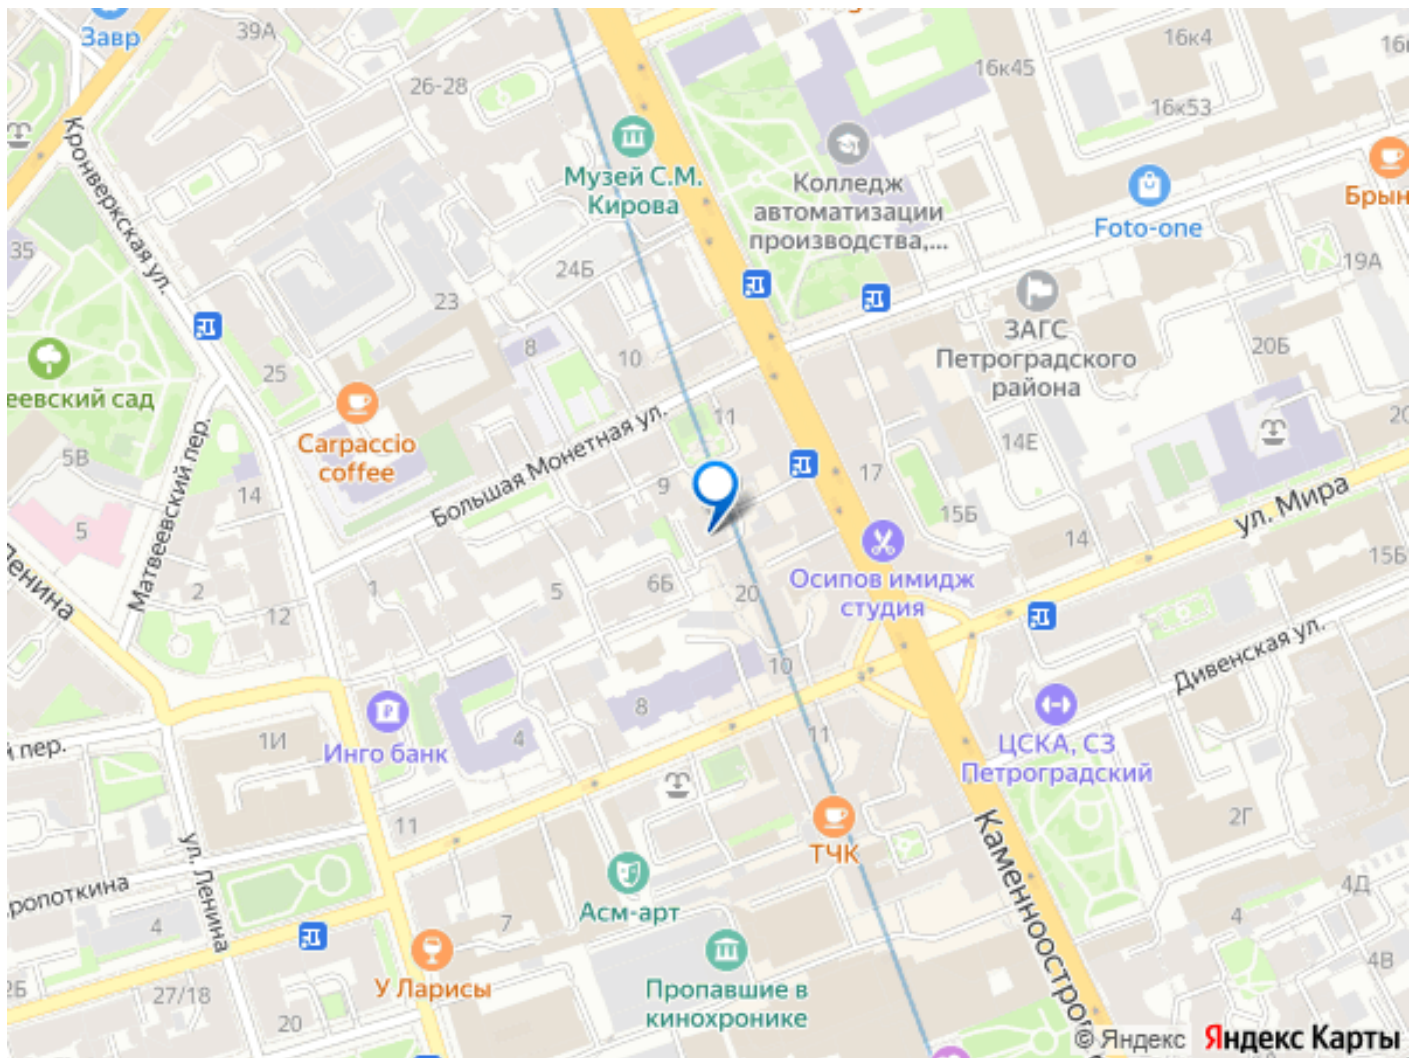 Завр
39А
26-28
16к4
16к45
16к53
Музей С.М.
Кирова
Колледж
автоматизации
производства,...
Foto-one
Брын
Кронверкская ул.
35
24Б
23
8
10
25
11
ЗАГС
Петроградского
района
19А
20Б
еевский сад
Carpaccio
coffee
Большая Монетная ул.
Матвеевский пер.
5В
5
14
9
17
14Е
15Б
14
ул. Мира
15Б
Ленина
2
12
1
5
6Б
20
Осипов имидж
студия
Дивенская ул.
10
8
11
Инго банк
4
1И
пер.
ЦСКА, СЗ
Петроградский
2Г
11
ул. Ленина
ТЧК
Каменноостро
ропоткина
4
7
Асм-арт
4Д
4
4В
У Ларисы
Пропавшие в
кинохронике
27/18
20
© Яндекс Яндекс Карты